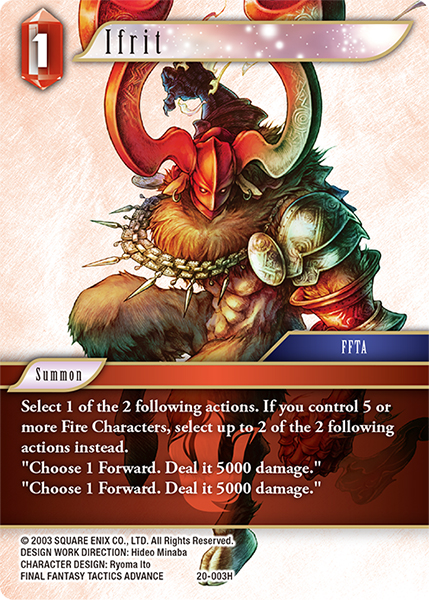 1
Ifrit
FFTA
Summon
Select 1 of the 2 following actions. If you control 5 or
more Fire Characters, select up to 2 of the 2 following
actions instead.
"Choose 1 Forward. Deal it 5000 damage."
"Choose 1 Forward. Deal it 5000 damage."
© 2003 SQUARE ENIX CO., LTD. All Rights Reserved.
DESIGN WORK DIRECTION: Hideo Minaba
CHARACTER DESIGN: Ryoma Ito
FINAL FANTASY TACTICS ADVANCE
20-003H